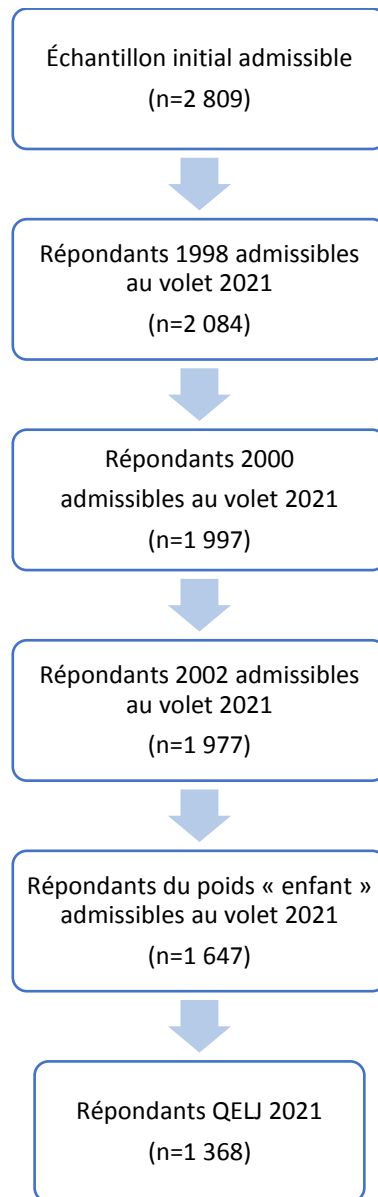 Échantillon initial admissible
(n=2 809)
Répondants 1998 admissibles
au volet 2021
(n=2 084)
Répondants 2000
admissibles au volet 2021
(n=1 997)
Répondants 2002 admissibles
au volet 2021
(n=1 977)
Répondants du poids « enfant »
admissibles au volet 2021
(n=1 647)
Répondants QELJ 2021
(n=1 368)